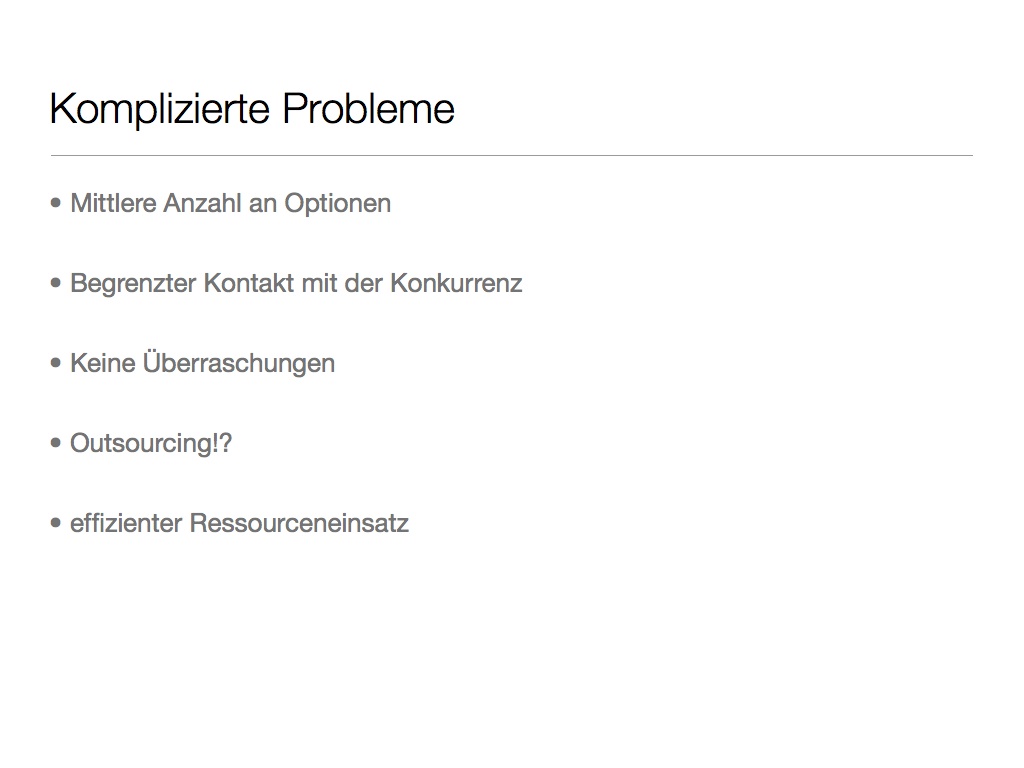 Komplizierte Probleme
• Mittlere Anzahl an Optionen
• Begrenzter Kontakt mit der Konkurrenz
• Keine Überraschungen
• Outsourcing!?
• effizienter Ressourceneinsatz